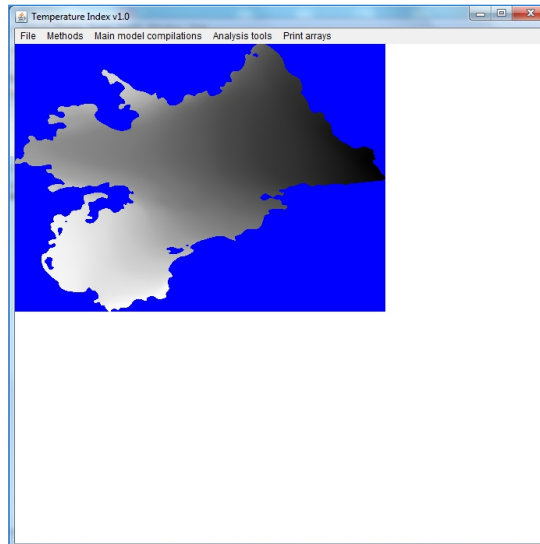 Temperature Index v1.0
File Methods Main model compilations Analysis tools Print arrays